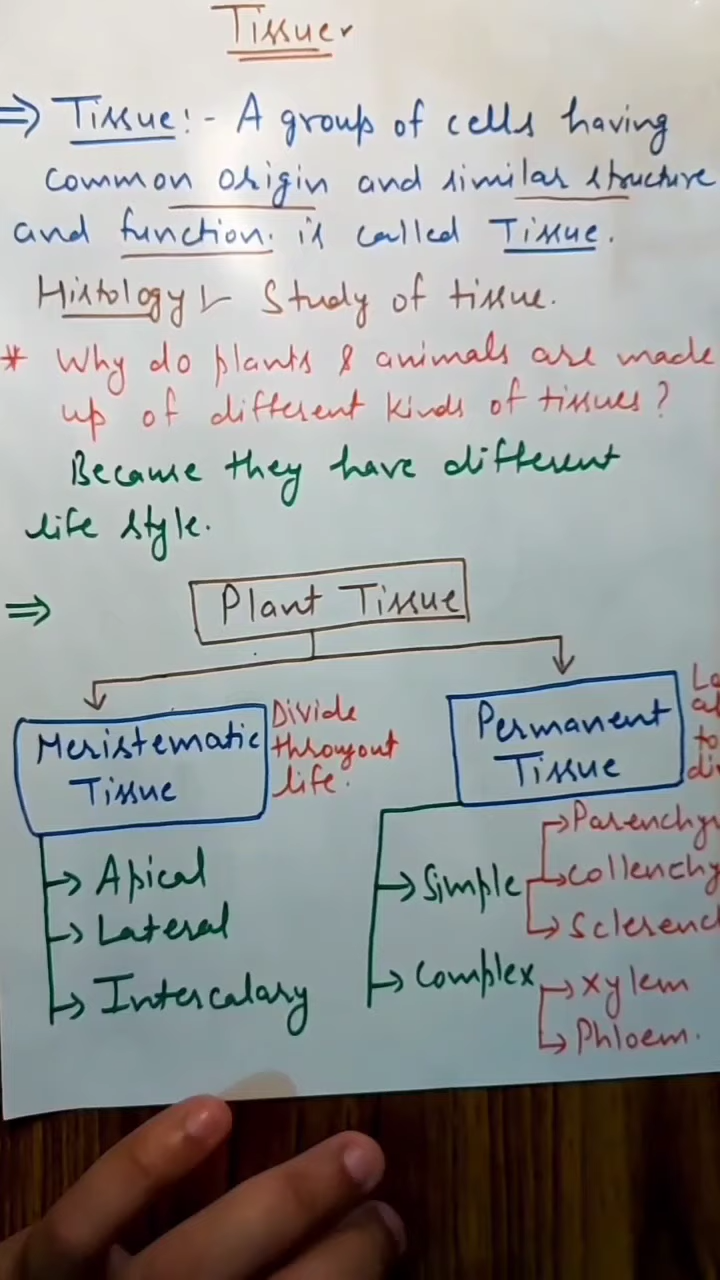 Tissue
⇒ Tissue:- A group of cells having
common origin and similar structure
and function. is called Tissue.
Histology :- Study of tissue.
* Why do plants & animals are made
up of different kinds of tissues?
Because they have different
life style.
⇒ Plant Tissue
Meristematic
Tissue
Divide
throyout
life.
Permanent
Tissue
→ Apical
→ Lateral
→ Intercalary
→ Simple
→ Parenchy
→ Collenchy
→ Sclerench
→ Complex
→ Xylem
→ Phloem.